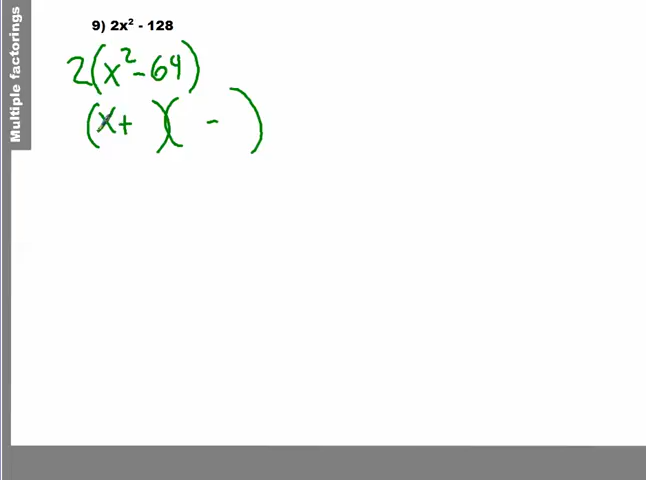 Multiple factorings
9) 2x² - 128
2(x²-64)
(x+ )( - )